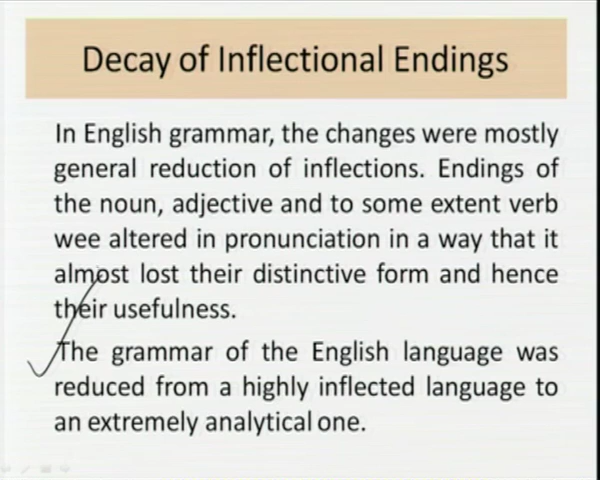 Decay of Inflectional Endings
In English grammar, the changes were mostly
general reduction of inflections. Endings of
the noun, adjective and to some extent verb
wee altered in pronunciation in a way that it
almost lost their distinctive form and hence
their usefulness.
The grammar of the English language was
reduced from a highly inflected language to
an extremely analytical one.